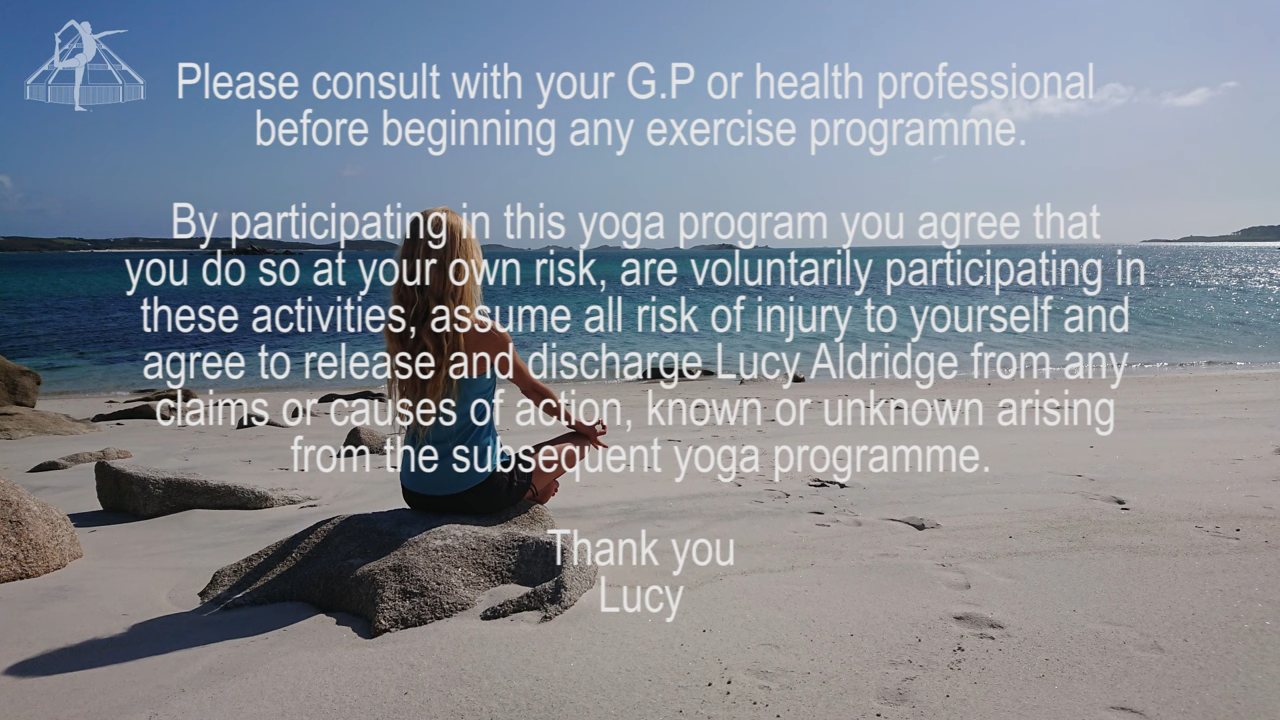 Please consult with your G.P or health professional
before beginning any exercise programme.
By participating in this yoga program you agree that
you do so at your own risk, are voluntarily participating in
these activities, assume all risk of injury to yourself and
agree to release and discharge Lucy Aldridge from any
claims or causes of action, known or unknown arising
from the subsequent yoga programme.
Thank you
Lucy